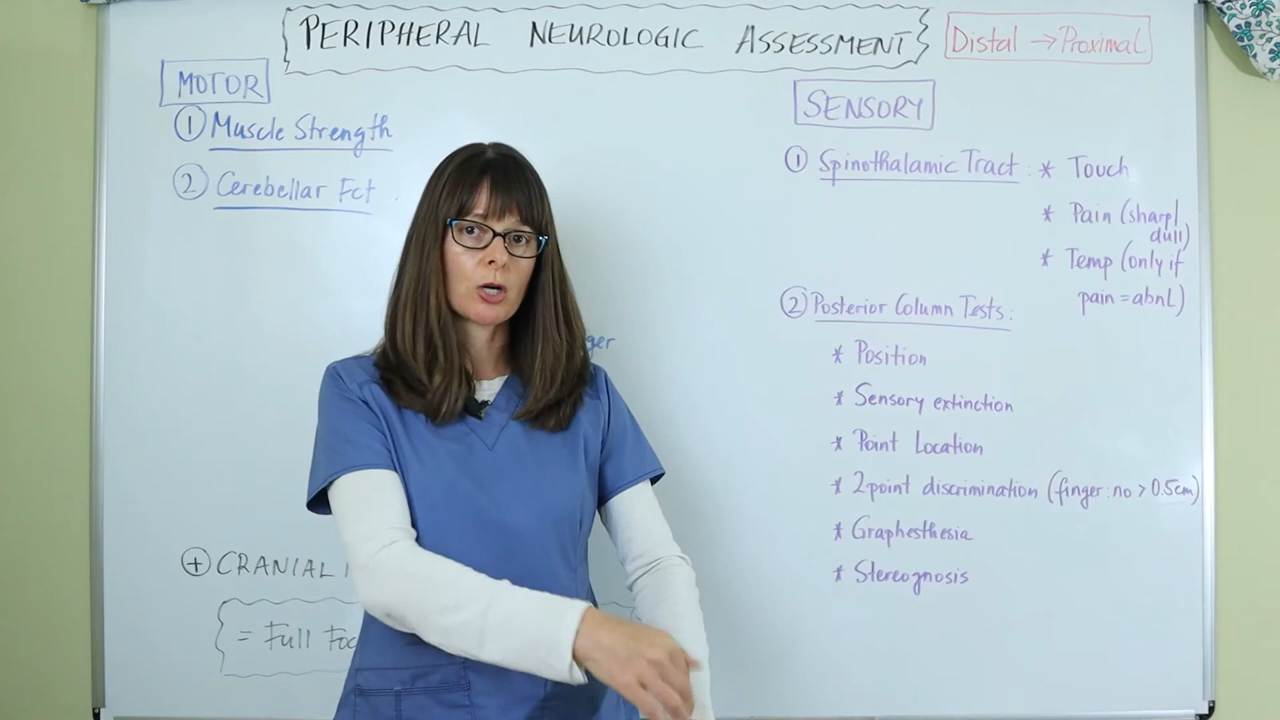 PERIPHERAL NEUROLOGIC ASSESSMENT
Distal → Proximal
MOTOR
① Muscle Strength
② Cerebellar Fct
ger
⊕ CRANIAL
= Full Foc
SENSORY
① Spinothalamic Tract: * Touch
* Pain (sharp/
dull)
* Temp (only if
pain = abnL)
② Posterior Column Tests:
* Position
* Sensory extinction
* Point Location
* 2point discrimination (finger: no > 0.5cm)
* Graphesthesia
* Stereognosis